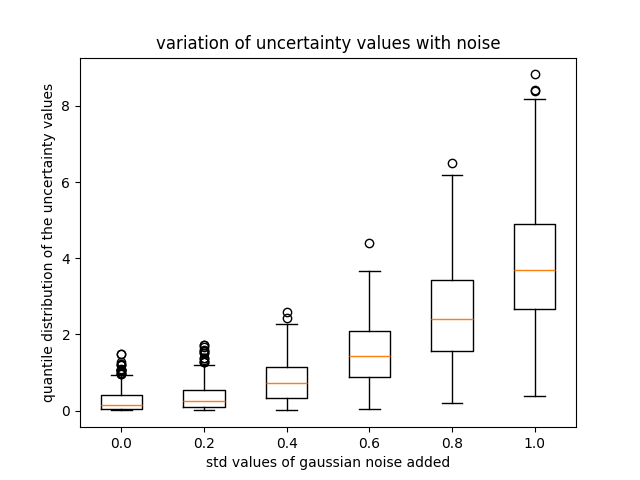 variation of uncertainty values with noise
quantile distribution of the uncertainty values
8
6
4
2
0
0.0 0.2 0.4 0.6 0.8 1.0
std values of gaussian noise added